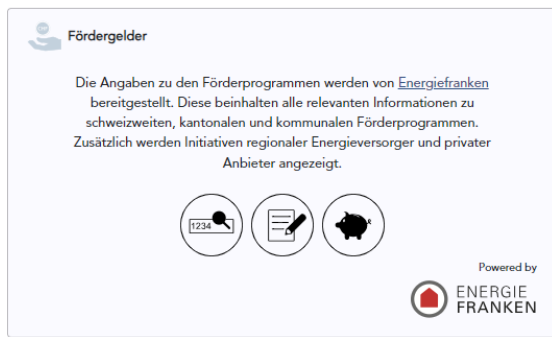 Fördergelder
Die Angaben zu den Förderprogrammen werden von Energiefranken
bereitgestellt. Diese beinhalten alle relevanten Informationen zu
schweizweiten, kantonalen und kommunalen Förderprogrammen.
Zusätzlich werden Initiativen regionaler Energieversorger und privater
Anbieter angezeigt.
1234
Powered by
ENERGIE
FRANKEN